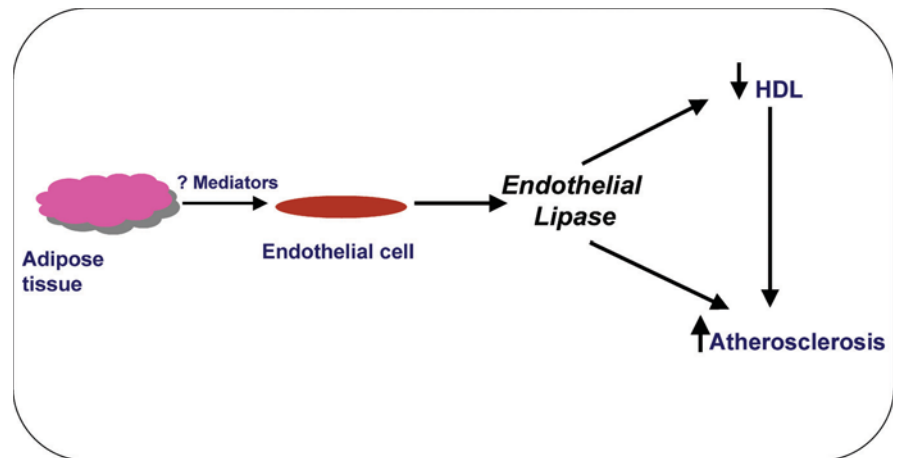 HDL
? Mediators
Endothelial
Lipase
Adipose
tissue
Endothelial cell
Atherosclerosis